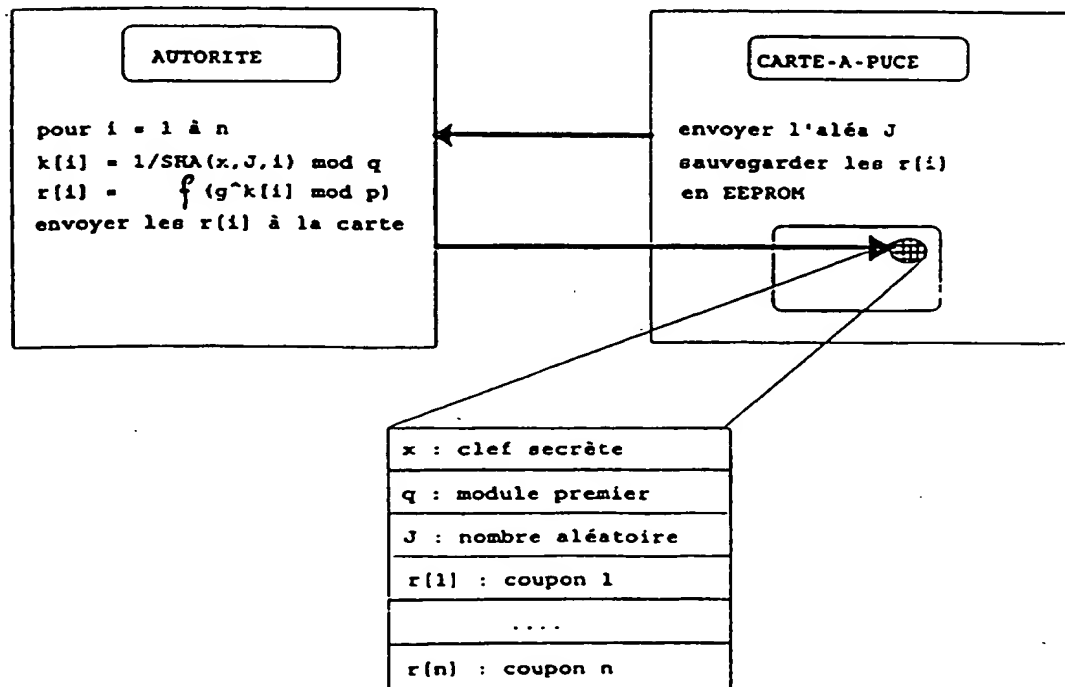 AUTORITE
pour i = 1 à n
k[i] = 1/SHA(x,J,i) mod q
r[i] = f (g^k[i] mod p)
envoyer les r[i] à la carte
CARTE-A-PUCE
envoyer l'aléa J
sauvegarder les r[i]
en EEPROM
x : clef secrète
q : module premier
J : nombre aléatoire
r[1] : coupon 1
....
r[n] : coupon n